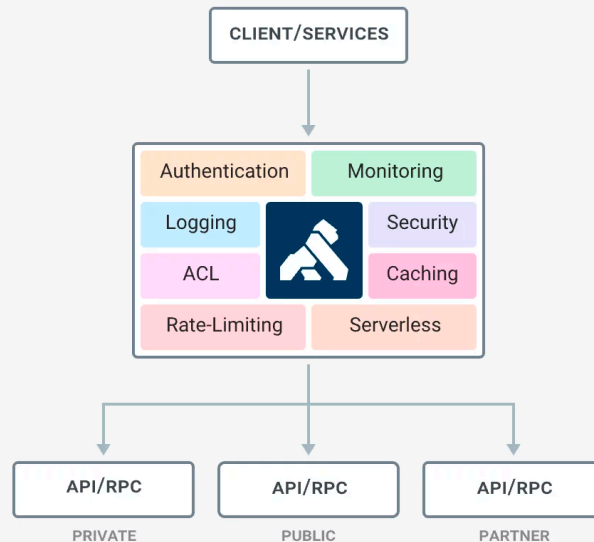 CLIENT/SERVICES
Authentication
Monitoring
Logging
Security
ACL
Caching
Rate-Limiting
Serverless
API/RPC
API/RPC
API/RPC
PRIVATE
PUBLIC
PARTNER